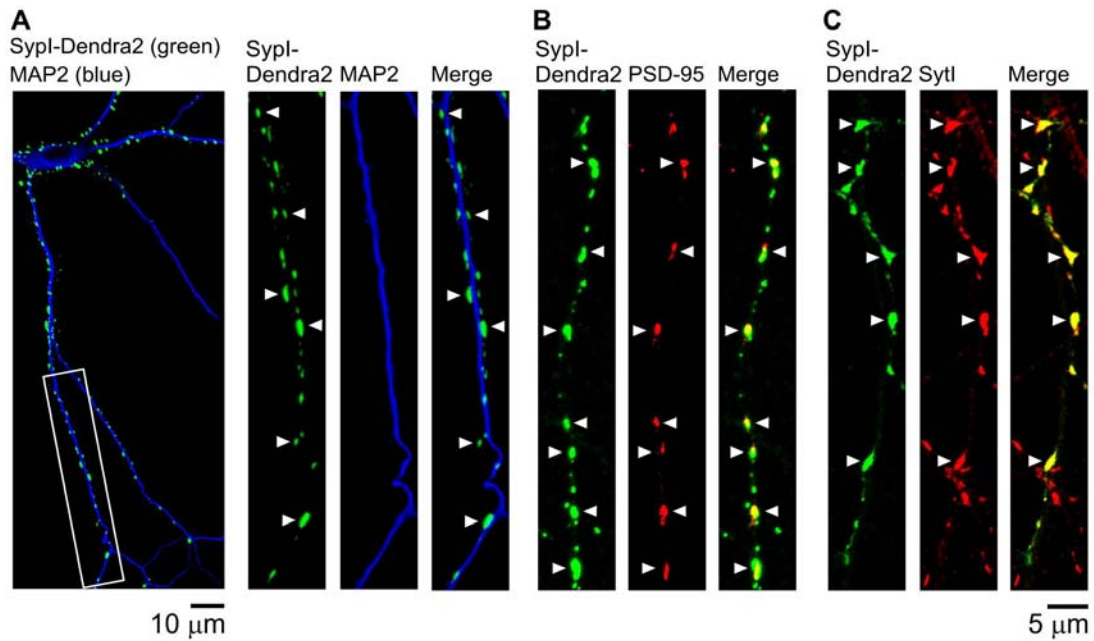 A
SypI-Dendra2 (green)
MAP2 (blue)
SypI-
Dendra2 MAP2 Merge
B
SypI-
Dendra2 PSD-95 Merge
C
SypI-
Dendra2 SytI Merge
10 μm
5 μm